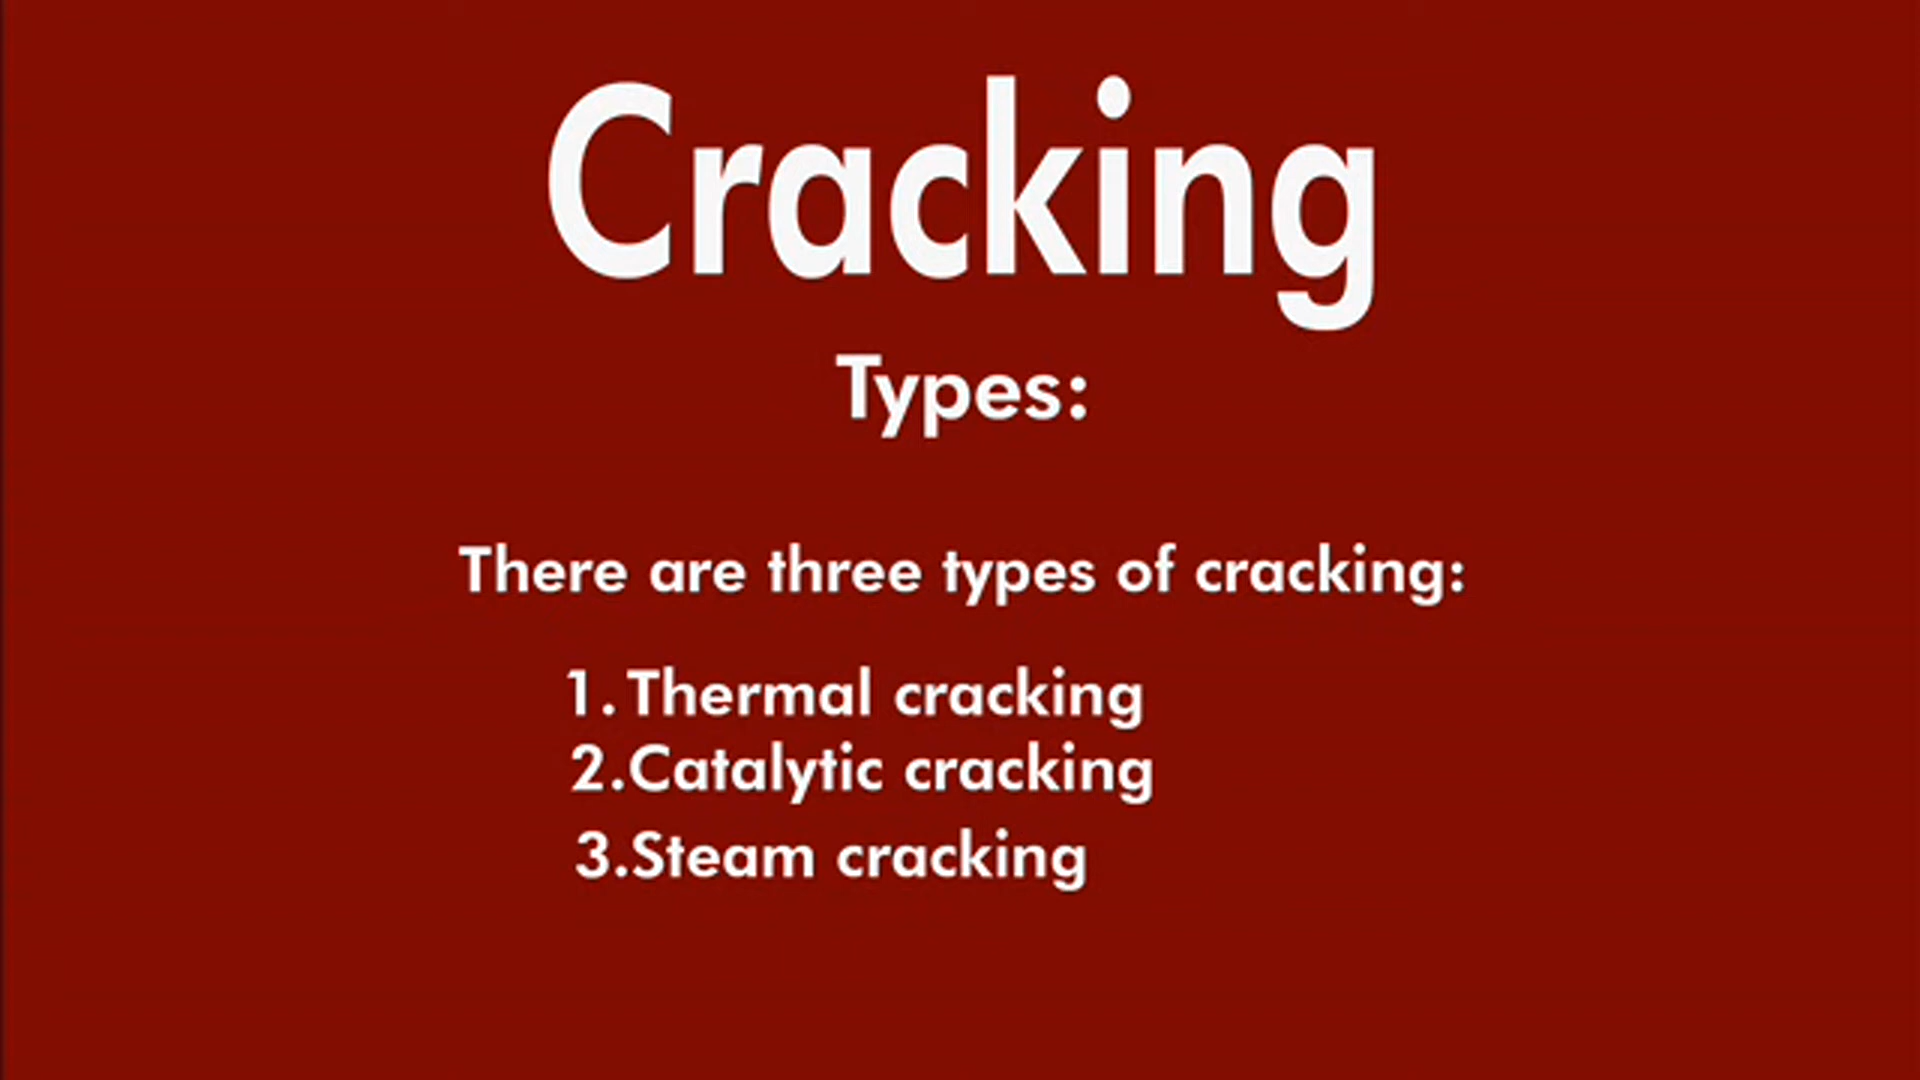 Cracking
Types:
There are three types of cracking:
1. Thermal cracking
2.Catalytic cracking
3.Steam cracking